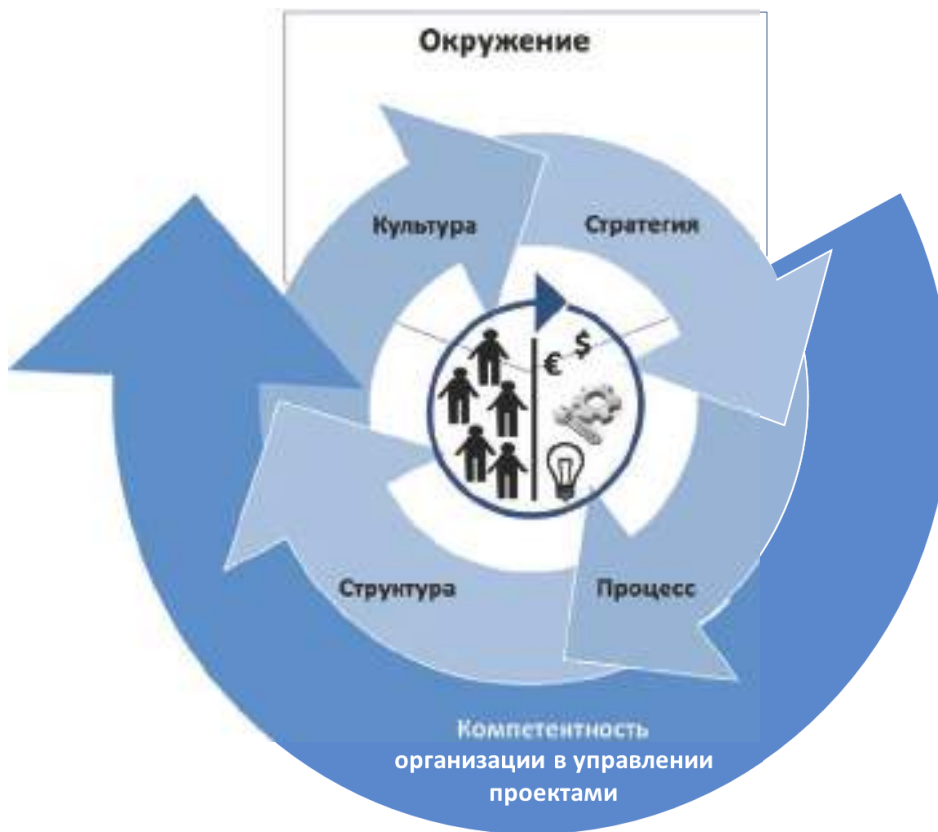 Окружение
Культура
Стратегия
€ $
Структура
Процесс
Компетентность
организации в управлении
проектами